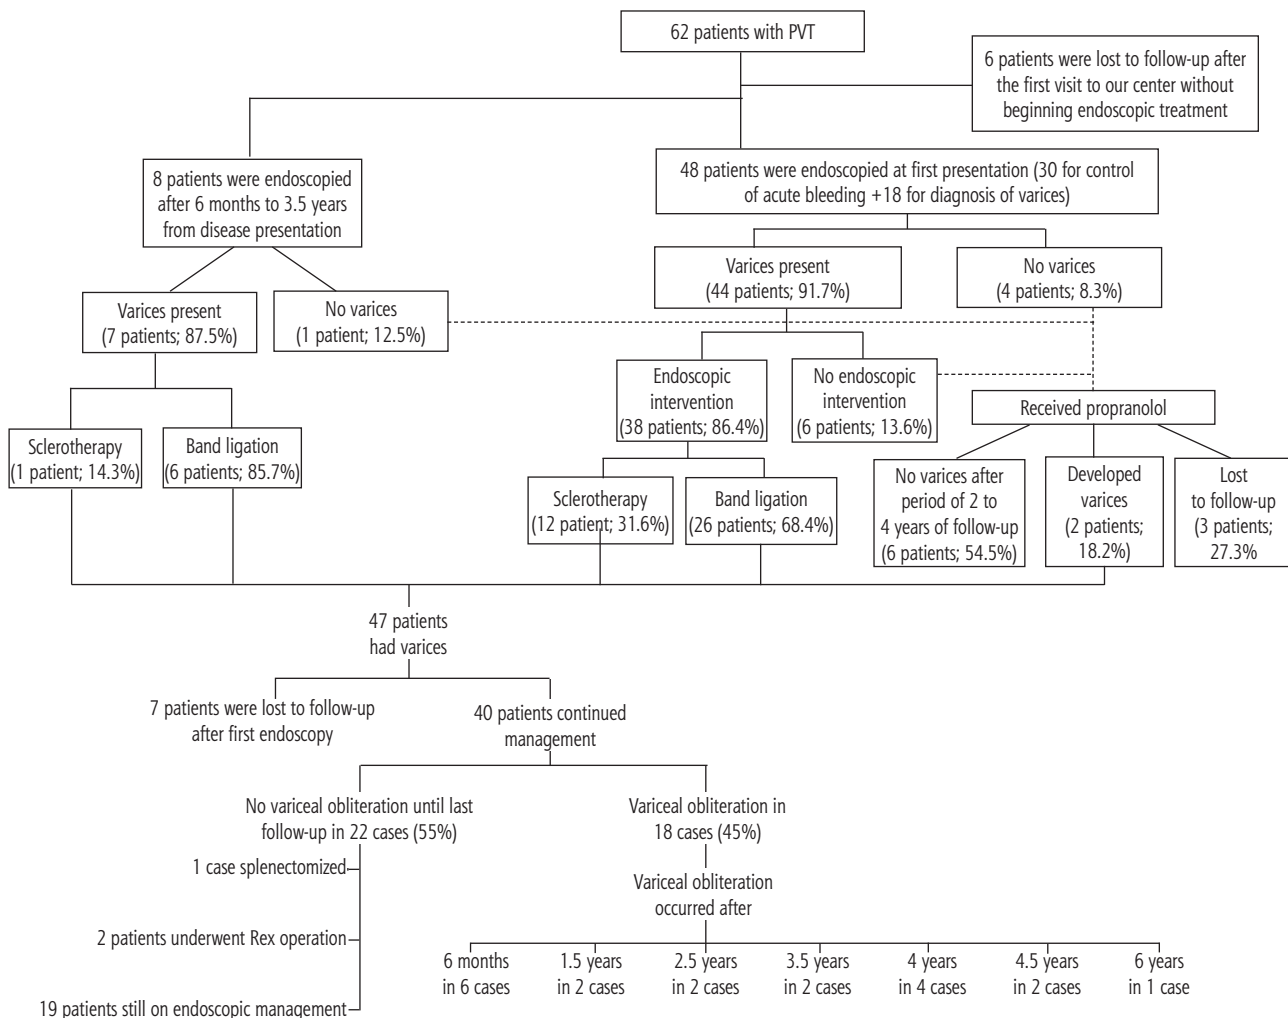 62 patients with PVT
6 patients were lost to follow-up after
the first visit to our center without
beginning endoscopic treatment
8 patients were endoscopied
after 6 months to 3.5 years
from disease presentation
48 patients were endoscopied at first presentation (30 for control
of acute bleeding +18 for diagnosis of varices)
Varices present
(7 patients; 87.5%)
No varices
(1 patient; 12.5%)
Varices present
(44 patients; 91.7%)
No varices
(4 patients; 8.3%)
Sclerotherapy
(1 patient; 14.3%)
Band ligation
(6 patients; 85.7%)
Endoscopic
intervention
(38 patients; 86.4%)
No endoscopic
intervention
(6 patients; 13.6%)
Received propranolol
Sclerotherapy
(12 patient; 31.6%)
Band ligation
(26 patients; 68.4%)
No varices after
period of 2 to
4 years of follow-up
(6 patients; 54.5%)
Developed
varices
(2 patients;
18.2%)
Lost
to follow-up
(3 patients;
27.3%
47 patients
had varices
7 patients were lost to follow-up
after first endoscopy
40 patients continued
management
No variceal obliteration until last
follow-up in 22 cases (55%)
1 case splenectomized
2 patients underwent Rex operation
19 patients still on endoscopic management
Variceal obliteration in
18 cases (45%)
Variceal obliteration
occurred after
6 months
in 6 cases
1.5 years
in 2 cases
2.5 years
in 2 cases
3.5 years
in 2 cases
4 years
in 4 cases
4.5 years
in 2 cases
6 years
in 1 case